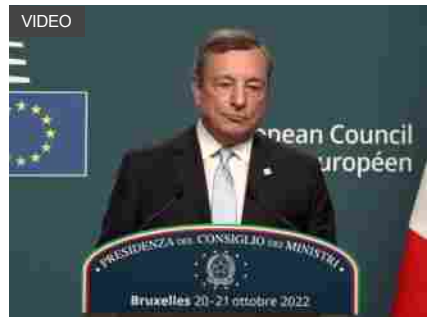 VIDEO
pean Council
uropéen
PRESIDENZA DEL CONSIGLIO DEI MINISTRI
Bruxelles 20-21 ottobre 2022